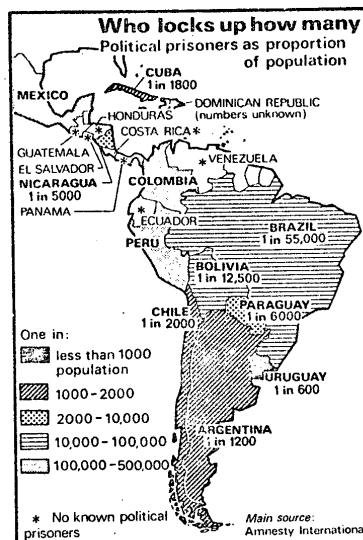 Who locks up how many
Political prisoners as proportion
of population
CUBA
1 in 1800
MEXICO
DOMINICAN REPUBLIC
(numbers unknown)
HONDURAS
COSTA RICA*
GUATEMALA
EL SALVADOR
NICARAGUA
1 in 5000
PANAMA
* VENEZUELA
COLOMBIA
*
ECUADOR
PERU
BRAZIL
1 in 55,000
BOLIVIA
1 in 12,500
PARAGUAY
1 in 6000
CHILE
1 in 2000
URUGUAY
1 in 600
ARGENTINA
1 in 1200
One in:
less than 1000
population
1000-2000
2000-10,000
10,000-100,000
100,000-500,000
* No known political
prisoners
Main source:
Amnesty International